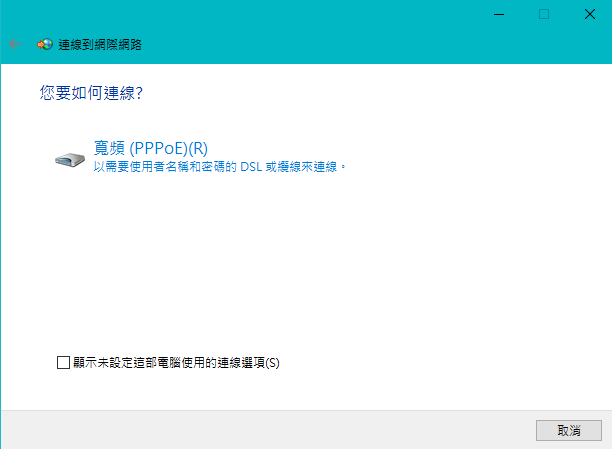 連線到網際網路
您要如何連線?
寬頻 (PPPoE)(R)
以需要使用者名稱和密碼的 DSL 或纜線來連線。
顯示未設定這部電腦使用的連線選項(S)
取消